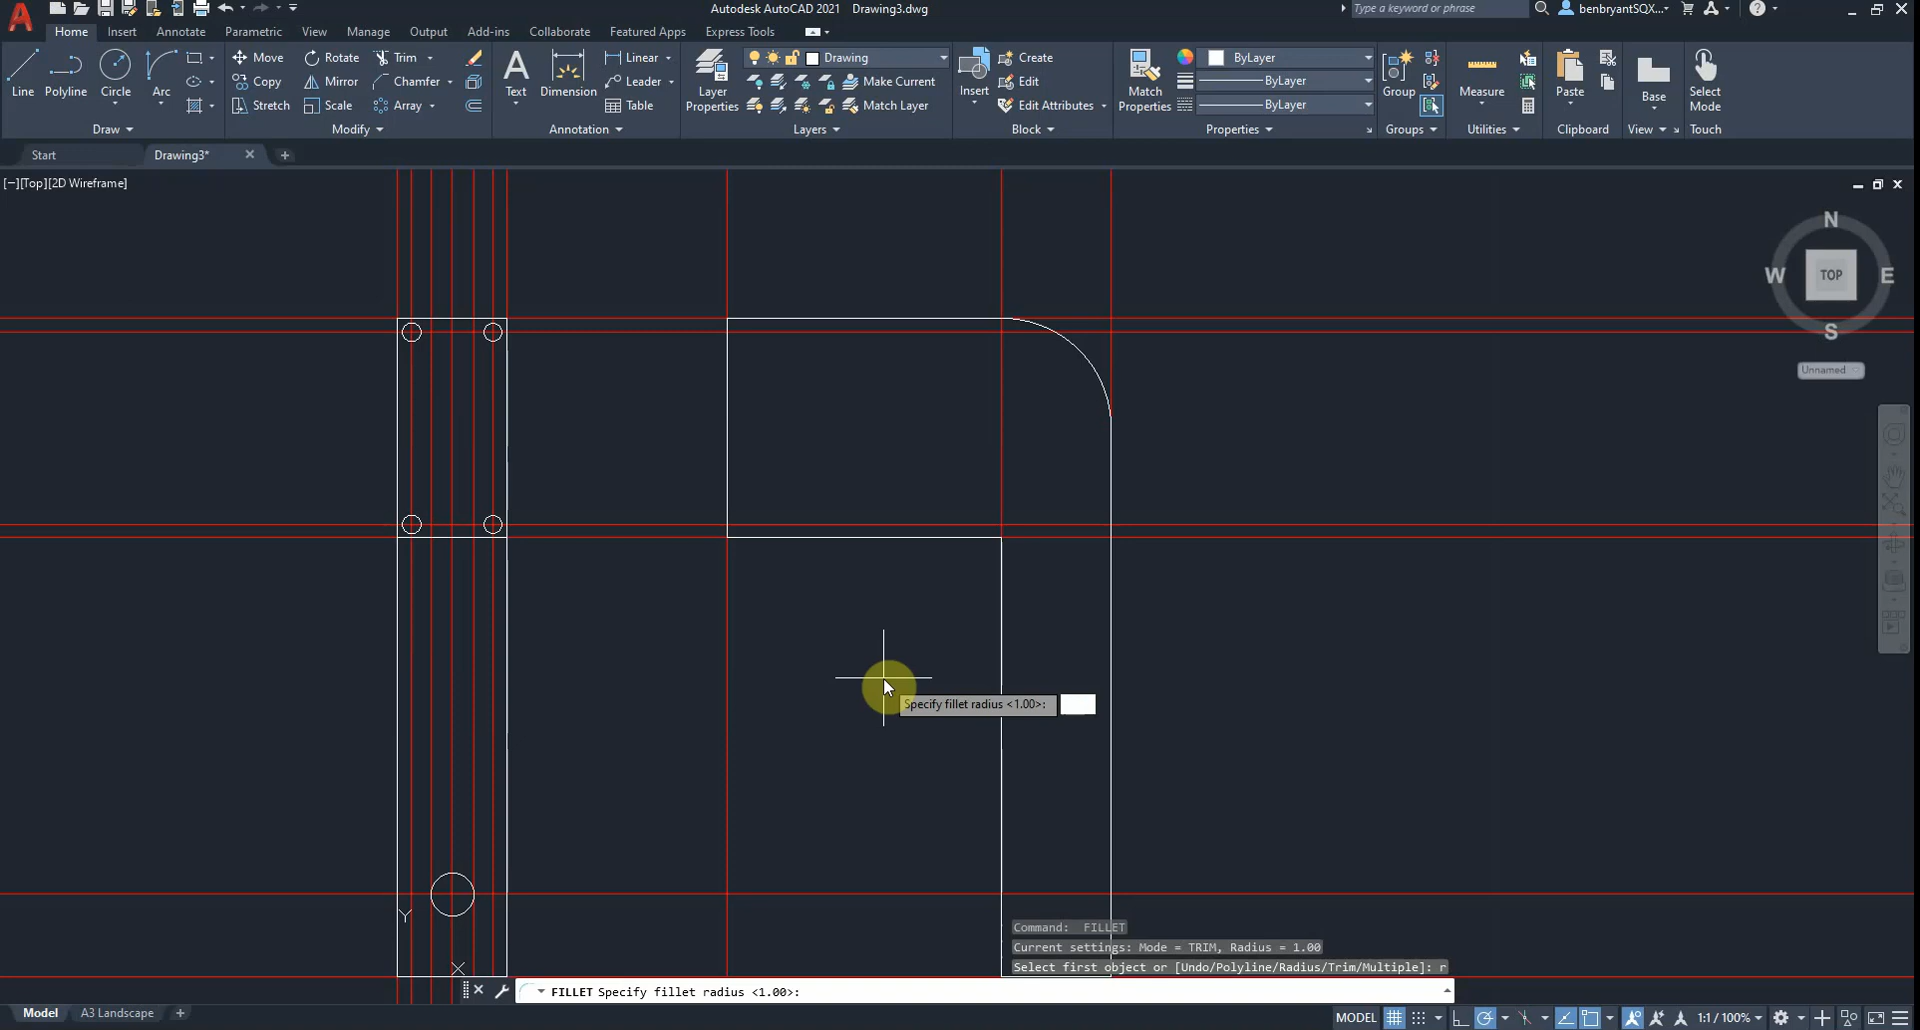 Autodesk AutoCAD 2021 Drawing3.dwg
Type a keyword or phrase
benbryantSQX...
Home Insert Annotate Parametric View Manage Output Add-ins Collaborate Featured Apps Express Tools
Line Polyline Circle Arc
Draw
Move Rotate Trim
Copy Mirror Chamfer
Stretch Scale Array
Modify
Text Dimension
Linear
Leader
Table
Annotation
Layer Properties
Drawing
Make Current
Match Layer
Layers
Insert
Create
Edit
Edit Attributes
Block
Match Properties
ByLayer
ByLayer
ByLayer
Properties
Group
Groups
Measure
Utilities
Paste
Clipboard
Base
View
Select Mode
Touch
Start Drawing3*
[−][Top][2D Wireframe]
N
W TOP E
S
Unnamed
Specify fillet radius <1.00>:
Y
X
Command: FILLET
Current settings: Mode = TRIM, Radius = 1.00
Select first object or [Undo/Polyline/Radius/Trim/Multiple]: r
FILLET Specify fillet radius <1.00>:
Model A3 Landscape
MODEL 1:1 / 100%